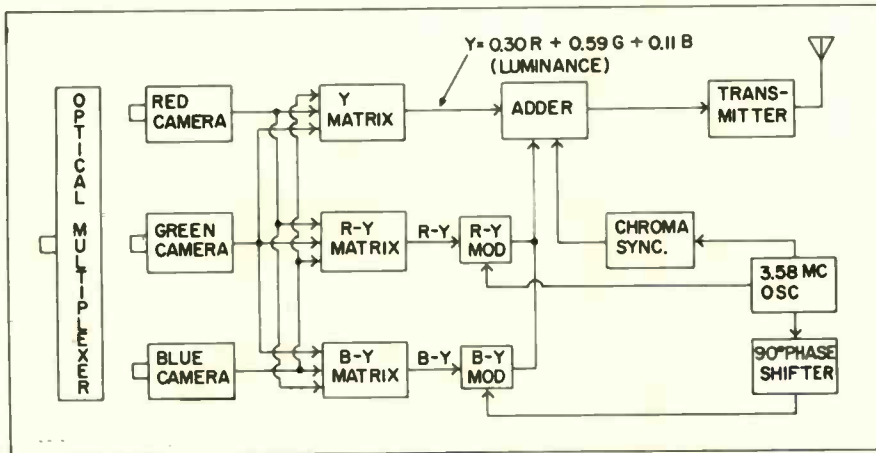 OPTICAL MULTIPLEXER
RED
CAMERA
GREEN
CAMERA
BLUE
CAMERA
Y
MATRIX
R-Y
MATRIX
B-Y
MATRIX
Y= 0.30 R + 0.59 G + 0.11 B
(LUMINANCE)
R-Y
B-Y
R-Y
MOD
B-Y
MOD
ADDER
TRANS-
MITTER
CHROMA
SYNC.
3.58 MC
OSC
90° PHASE
SHIFTER